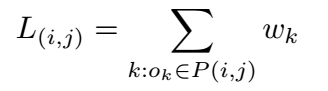 $L_{(i,j)} = \sum_{k:o_k \in P(i,j)} w_k$